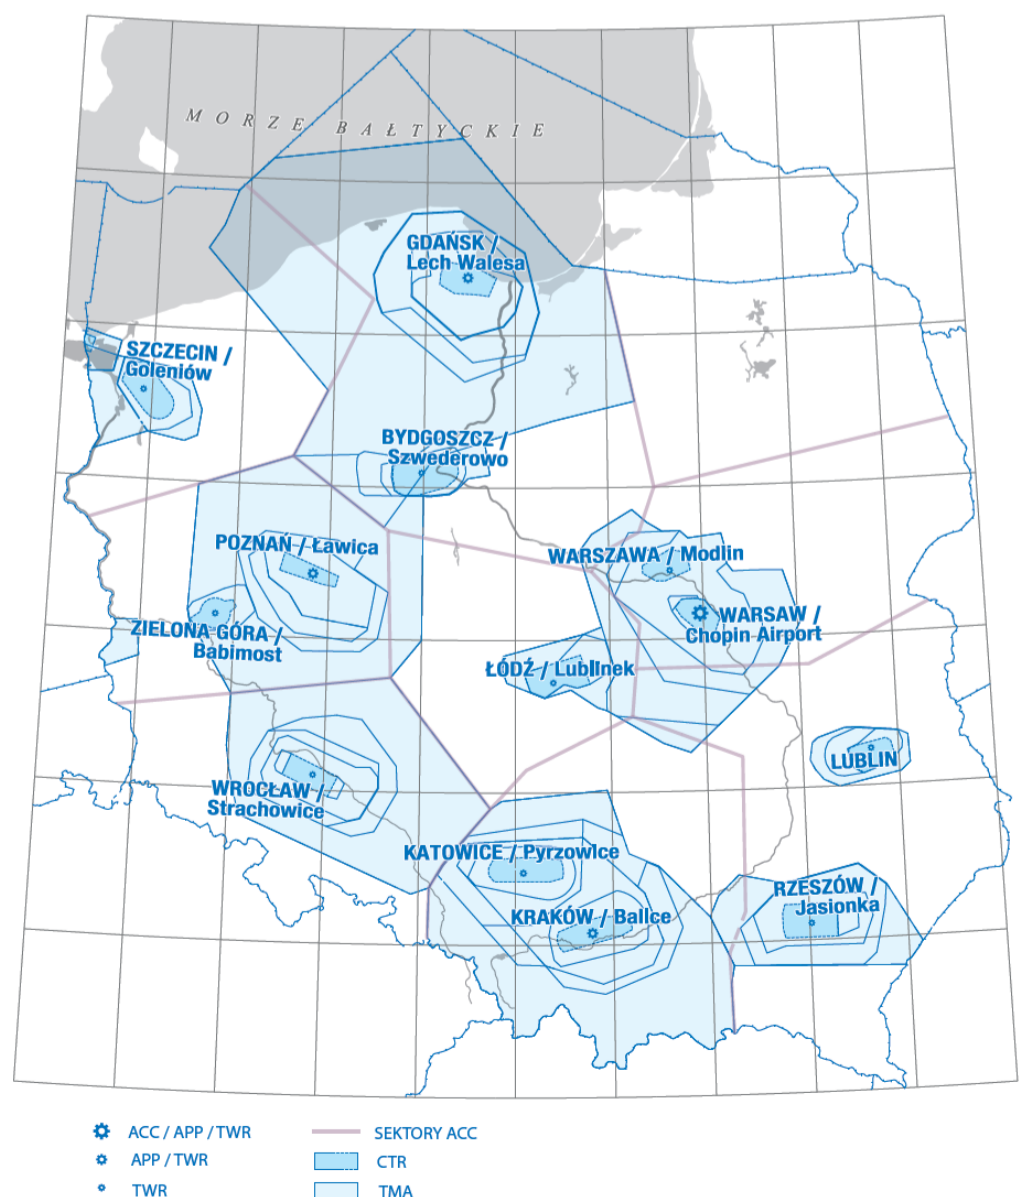 MORZE BAŁTYCKIE
GDAŃSK /
Lech Walesa
SZCZECIN /
Goleniów
BYDGOSZCZ /
Szwederowo
POZNAŃ / Ławica
WARSZAWA / Modlin
WARSAW /
Chopin Airport
ZIELONA GÓRA /
Babimost
ŁÓDŹ / Lublinek
LUBLIN
WROCŁAW /
Strachowice
KATOWICE / Pyrzowice
RZESZÓW /
Jasionka
KRAKÓW / Balice
ACC / APP / TWR
SEKTORY ACC
APP / TWR
CTR
TWR
TMA